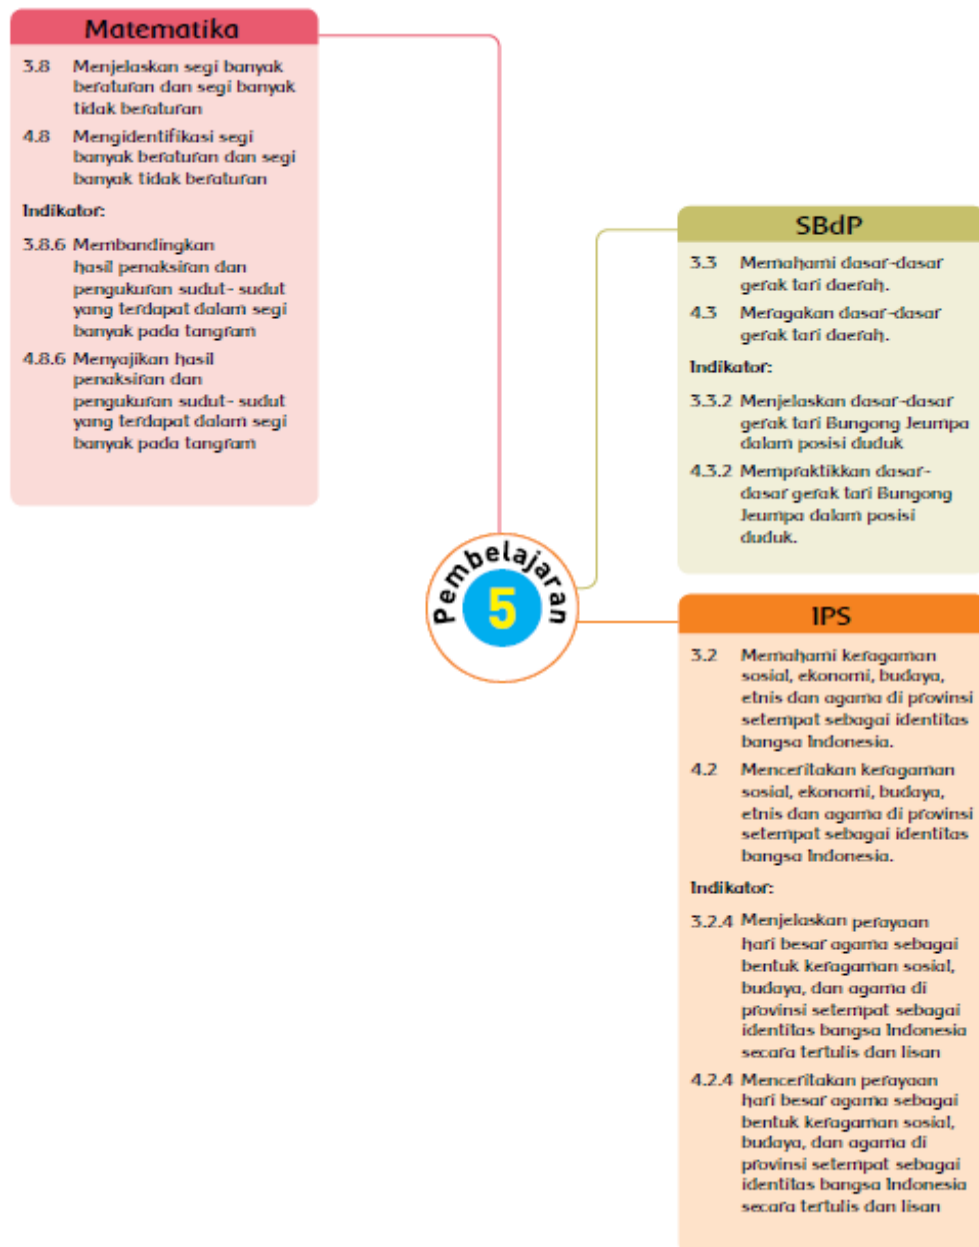 Matematika
3.8 Menjelaskan segi banyak
beraturan dan segi banyak
tidak beraturan
4.8 Mengidentifikasi segi
banyak beraturan dan segi
banyak tidak beraturan
Indikator:
3.8.6 Membandingkan
hasil penaksiran dan
pengukuran sudut- sudut
yang terdapat dalam segi
banyak pada tangram
4.8.6 Menyajikan hasil
penaksiran dan
pengukuran sudut- sudut
yang terdapat dalam segi
banyak pada tangram
SBdP
3.3 Memahami dasar-dasar
gerak tari daerah.
4.3 Meragakan dasar-dasar
gerak tari daerah.
Indikator:
3.3.2 Menjelaskan dasar-dasar
gerak tari Bungong Jeumpa
dalam posisi duduk
4.3.2 Mempraktikkan dasar-
dasar gerak tari Bungong
Jeumpa dalam posisi
duduk.
Pembelajaran
5
IPS
3.2 Memahami keragaman
sosial, ekonomi, budaya,
etnis dan agama di provinsi
setempat sebagai identitas
bangsa Indonesia.
4.2 Menceritakan keragaman
sosial, ekonomi, budaya,
etnis dan agama di provinsi
setempat sebagai identitas
bangsa Indonesia.
Indikator:
3.2.4 Menjelaskan perayaan
hari besar agama sebagai
bentuk keragaman sosial,
budaya, dan agama di
provinsi setempat sebagai
identitas bangsa Indonesia
secara tertulis dan lisan
4.2.4 Menceritakan perayaan
hari besar agama sebagai
bentuk keragaman sosial,
budaya, dan agama di
provinsi setempat sebagai
identitas bangsa Indonesia
secara tertulis dan lisan